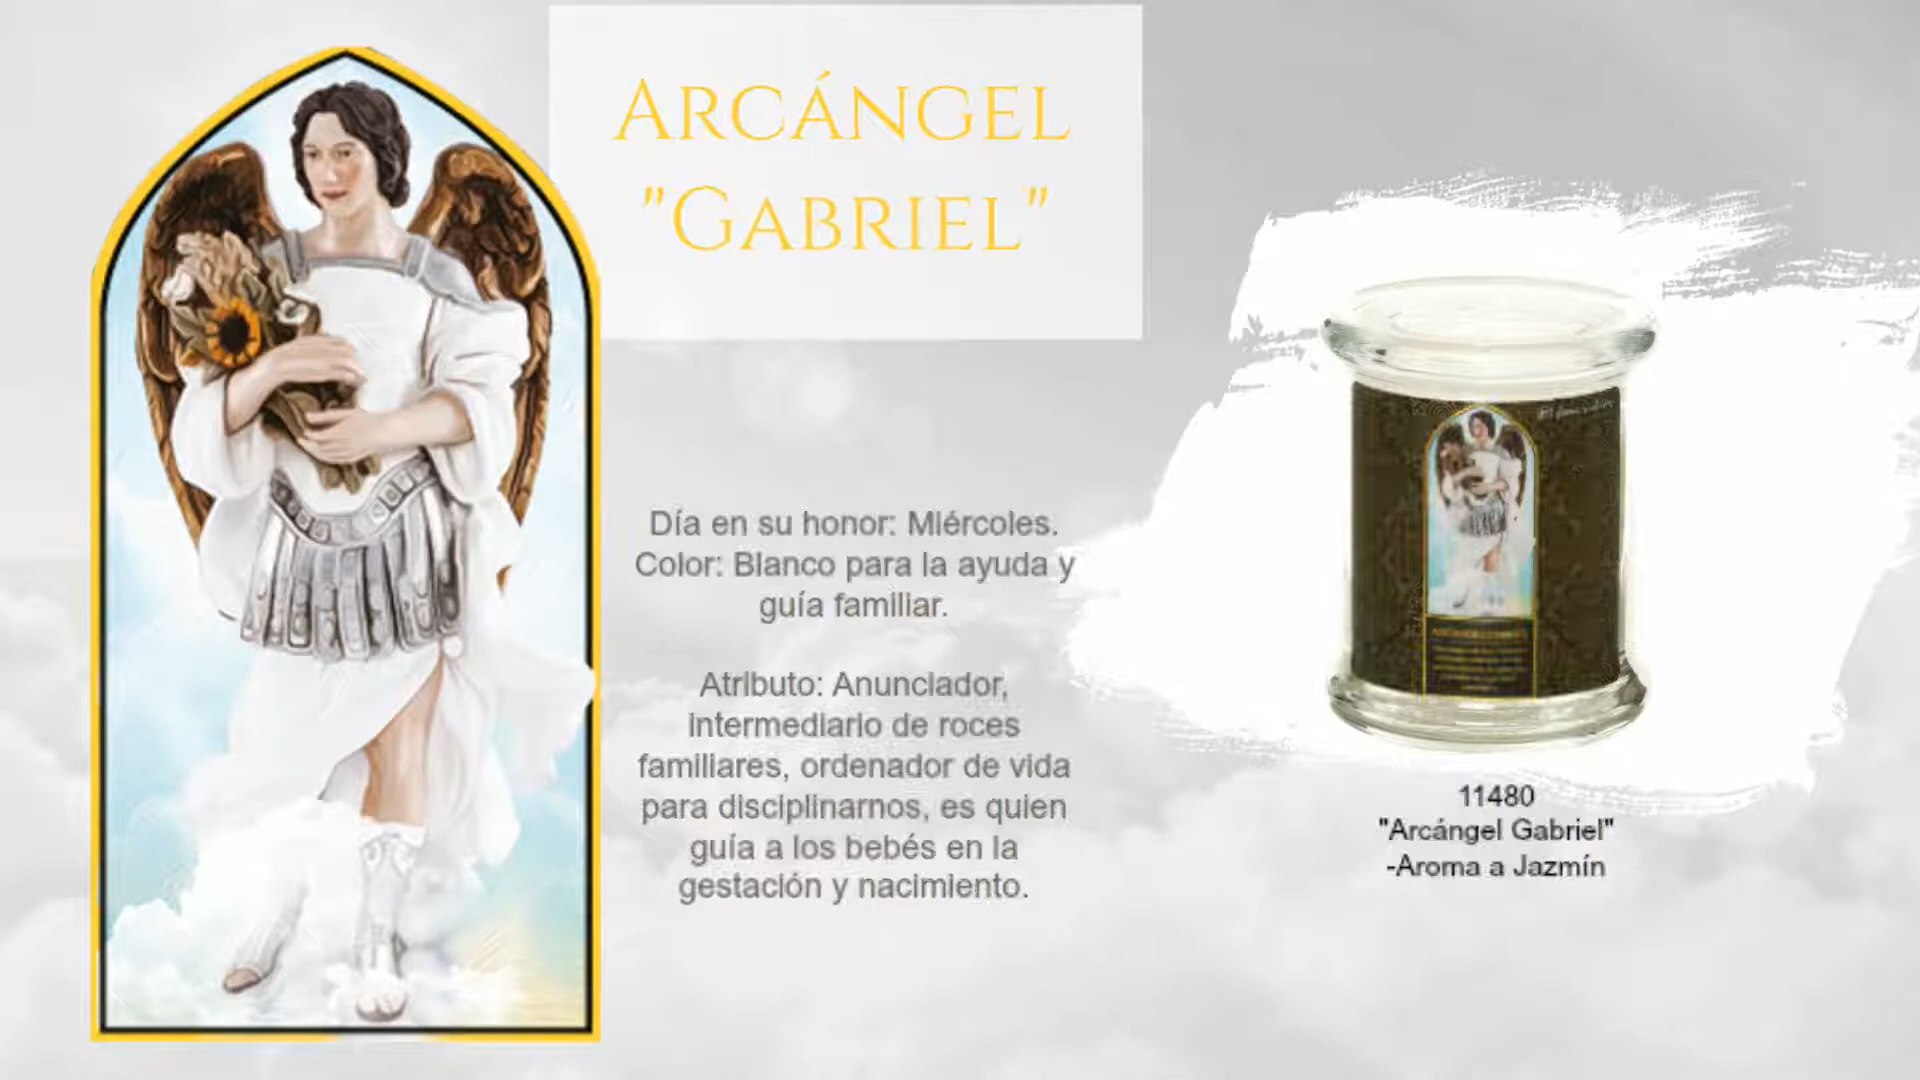 ARCÁNGEL
"GABRIEL"
Día en su honor: Miércoles.
Color: Blanco para la ayuda y
guía familiar.
Atributo: Anunciador,
intermediario de roces
familiares, ordenador de vida
para disciplinarnos, es quien
guía a los bebés en la
gestación y nacimiento.
11480
"Arcángel Gabriel"
-Aroma a Jazmín